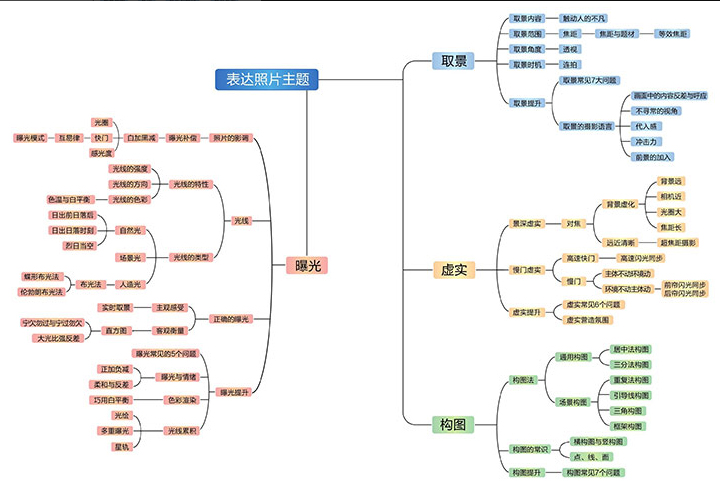 表达照片主题
取景
取景内容
触动人的不凡
取景范围
焦距
焦距与题材
等效焦距
取景角度
透视
取景时机
连拍
取景提升
取景常见7大问题
取景的摄影语言
画面中的内容反差与呼应
不寻常的视角
代入感
冲击力
前景的加入
虚实
景深虚实
对焦
背景虚化
背景远
相机近
光圈大
焦距长
远近清晰
超焦距摄影
慢门虚实
高速快门
高速闪光同步
慢门
主体不动环境动
环境不动主体动
前帘闪光同步
后帘闪光同步
虚实提升
虚实常见6个问题
虚实营造氛围
构图
构图法
通用构图
居中法构图
三分法构图
场景构图
重复法构图
引导线构图
三角构图
框架构图
构图的常识
横构图与竖构图
点、线、面
构图提升
构图常见7个问题
曝光
照片的影调
曝光补偿
白加黑减
光圈
快门
感光度
互易律
曝光模式
光线
光线的特性
光线的强度
光线的方向
光线的色彩
色温与白平衡
光线的类型
自然光
日出前日落后
日出日落时刻
烈日当空
场景光
人造光
布光法
蝶形布光法
伦勃朗布光法
正确的曝光
主观感受
实时取景
客观衡量
直方图
宁欠勿过与宁过勿欠
大光比强反差
曝光提升
曝光常见的5个问题
曝光与情绪
正加负减
柔和与反差
色彩渲染
巧用白平衡
光线累积
光绘
多重曝光
星轨